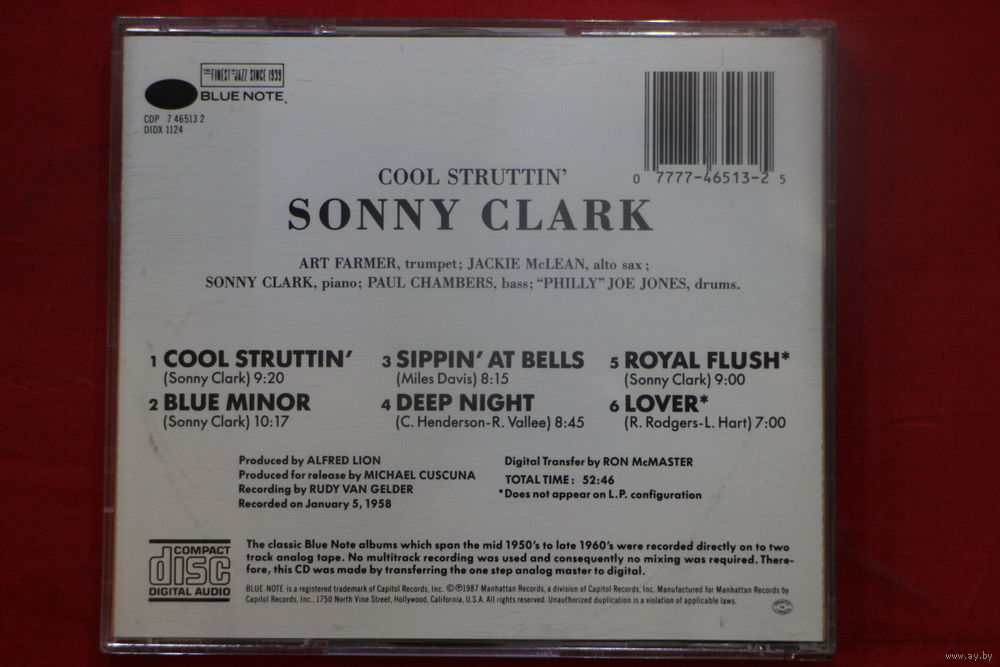 THE FINEST IN JAZZ SINCE 1939
BLUE NOTE.
CDP 7 46513 2
DIDX 1124
0 7777-46513-2 5
COOL STRUTTIN'
SONNY CLARK
ART FARMER, trumpet; JACKIE McLEAN, alto sax;
SONNY CLARK, piano; PAUL CHAMBERS, bass; "PHILLY" JOE JONES, drums.
1 COOL STRUTTIN'
(Sonny Clark) 9:20
2 BLUE MINOR
(Sonny Clark) 10:17
3 SIPPIN' AT BELLS
(Miles Davis) 8:15
4 DEEP NIGHT
(C. Henderson-R. Vallee) 8:45
5 ROYAL FLUSH*
(Sonny Clark) 9:00
6 LOVER*
(R. Rodgers-L. Hart) 7:00
Produced by ALFRED LION
Produced for release by MICHAEL CUSCUNA
Recording by RUDY VAN GELDER
Recorded on January 5, 1958
Digital Transfer by RON McMASTER
TOTAL TIME: 52:46
*Does not appear on L.P. configuration
COMPACT
disc
DIGITAL AUDIO
The classic Blue Note albums which span the mid 1950's to late 1960's were recorded directly on to two
track analog tape. No multitrack recording was used and consequently no mixing was required. There-
fore, this CD was made by transferring the one step analog master to digital.
BLUE NOTE is a registered trademark of Capitol Records, Inc. ©℗1987 Manhattan Records, a division of Capitol Records, Inc. Manufactured for Manhattan Records by
Capitol Records, Inc., 1750 North Vine Street, Hollywood, California, U.S.A. All rights reserved. Unauthorized duplication is a violation of applicable laws.
www.ay.by